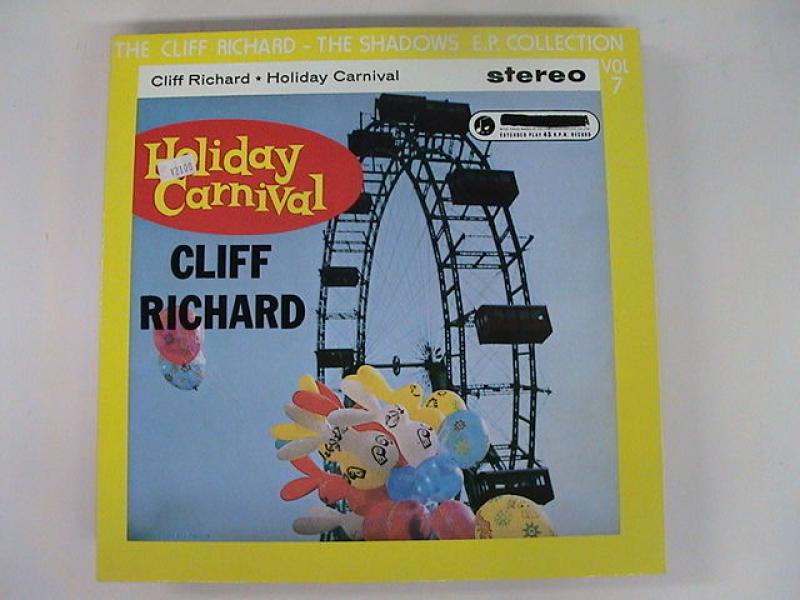 THE CLIFF RICHARD - THE SHADOWS E.P. COLLECTION
VOL
7
Cliff Richard ★ Holiday Carnival
stereo
EXTENDED PLAY 45 R.P.M. RECORD
Holiday
¥2100
Carnival
CLIFF
RICHARD